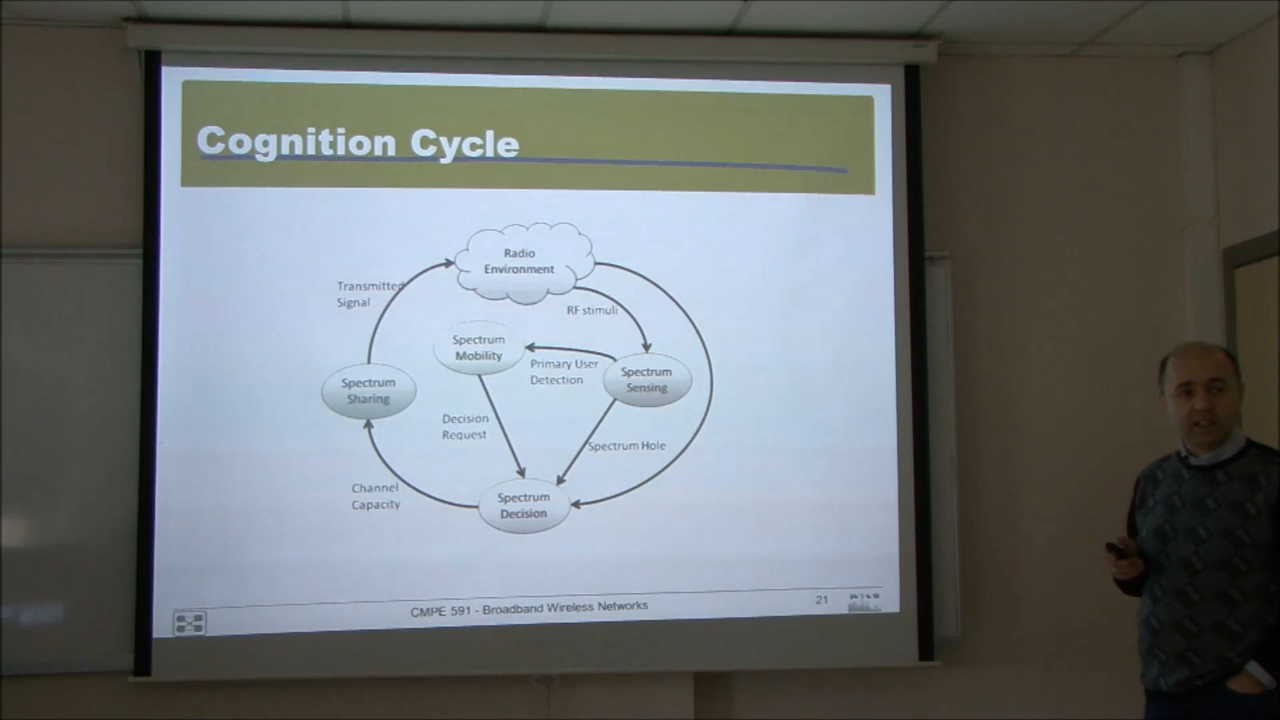 Cognition Cycle
Radio
Environment
Transmitted
Signal
RF stimuli
Spectrum
Mobility
Primary User
Detection
Spectrum
Sensing
Spectrum
Sharing
Decision
Request
Spectrum Hole
Channel
Capacity
Spectrum
Decision
CMPE 591 - Broadband Wireless Networks
21